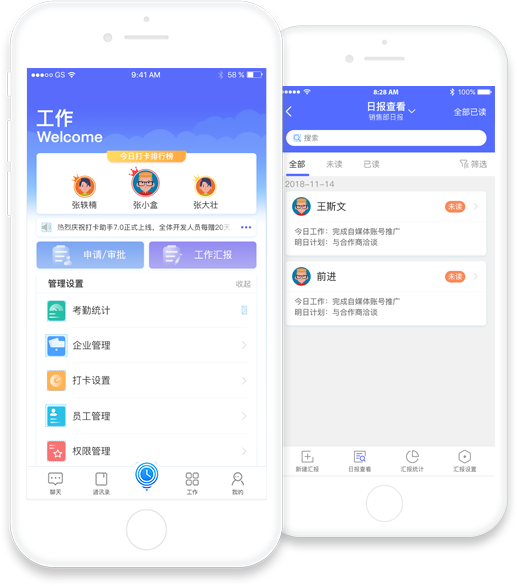 GS 9:41 AM 58 %
工作
Welcome
今日打卡排行榜
张轶楠 张小盒 张大壮
热烈庆祝打卡助手7.0正式上线，全体开发人员每赠20天
申请/审批 工作汇报
管理设置 收起
考勤统计
企业管理
打卡设置
员工管理
权限管理
聊天 通讯录 工作 我的
8:28 AM 100%
日报查看
销售部日报
全部已读
搜索
全部 未读 已读 筛选
2018-11-14
王斯文 未读
今日工作：完成自媒体账号推广
明日计划：与合作商洽谈
前进 未读
今日工作：完成自媒体账号推广
明日计划：与合作商洽谈
新建汇报 日报查看 汇报统计 汇报设置